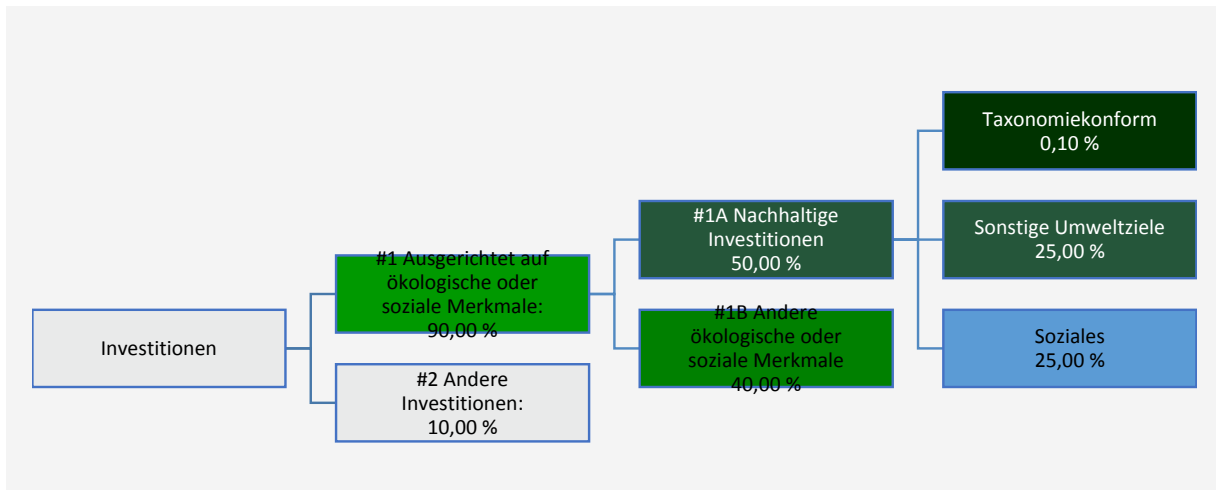 Investitionen
#1 Ausgerichtet auf
ökologische oder
soziale Merkmale:
90,00 %
#2 Andere
Investitionen:
10,00 %
#1A Nachhaltige
Investitionen
50,00 %
#1B Andere
ökologische oder
soziale Merkmale
40,00 %
Taxonomiekonform
0,10 %
Sonstige Umweltziele
25,00 %
Soziales
25,00 %